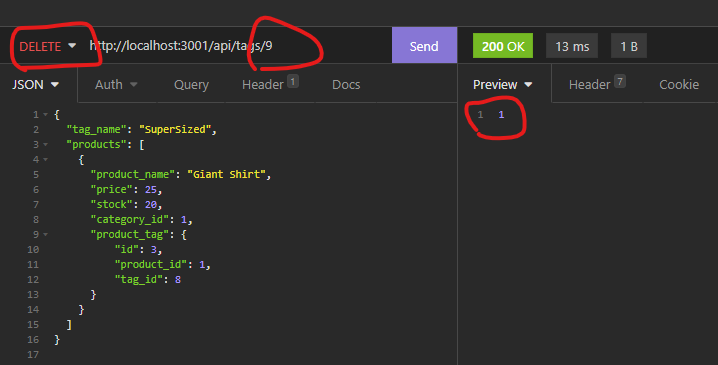 DELETE http://localhost:3001/api/tags/9 Send 200 OK 13 ms 1 B
JSON Auth Query Header 1 Docs Preview Header 7 Cookie
1 {
2 "tag_name": "SuperSized",
3 "products": [
4 {
5 "product_name": "Giant Shirt",
6 "price": 25,
7 "stock": 20,
8 "category_id": 1,
9 "product_tag": {
10 "id": 3,
11 "product_id": 1,
12 "tag_id": 8
13 }
14 }
15 ]
16 }
17
1 1